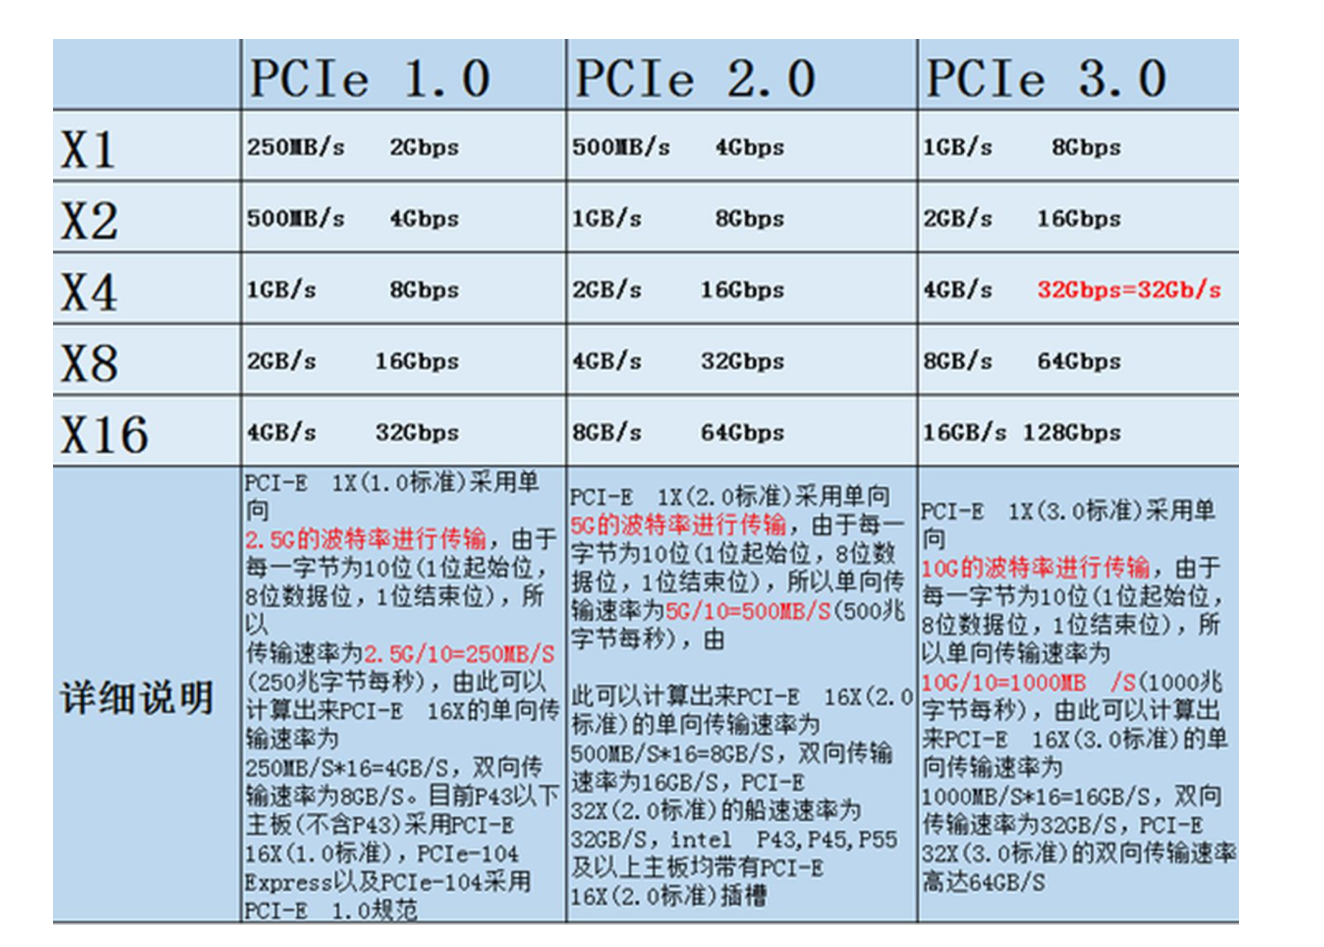 PCIe 1.0 PCIe 2.0 PCIe 3.0
X1 250MB/s 2Gbps 500MB/s 4Gbps 1GB/s 8Gbps
X2 500MB/s 4Gbps 1GB/s 8Gbps 2GB/s 16Gbps
X4 1GB/s 8Gbps 2GB/s 16Gbps 4GB/s 32Gbps=32Gb/s
X8 2GB/s 16Gbps 4GB/s 32Gbps 8GB/s 64Gbps
X16 4GB/s 32Gbps 8GB/s 64Gbps 16GB/s 128Gbps
详细说明
PCI-E 1X(1.0标准)采用单
向
2.5G的波特率进行传输，由于
每一字节为10位(1位起始位，
8位数据位，1位结束位)，所
以
传输速率为2.5G/10=250MB/S
(250兆字节每秒)，由此可以
计算出来PCI-E 16X的单向传
输速率为
250MB/S*16=4GB/S，双向传
输速率为8GB/S。目前P43以下
主板(不含P43)采用PCI-E
16X(1.0标准)，PCIe-104
Express以及PCIe-104采用
PCI-E 1.0规范
PCI-E 1X(2.0标准)采用单向
5G的波特率进行传输，由于每一
字节为10位(1位起始位，8位数
据位，1位结束位)，所以单向传
输速率为5G/10=500MB/S(500兆
字节每秒)，由
此可以计算出来PCI-E 16X(2.0
标准)的单向传输速率为
500MB/S*16=8GB/S，双向传输
速率为16GB/S，PCI-E
32X(2.0标准)的船速速率为
32GB/S，intel P43,P45,P55
及以上主板均带有PCI-E
16X(2.0标准)插槽
PCI-E 1X(3.0标准)采用单
向
10G的波特率进行传输，由于
每一字节为10位(1位起始位，
8位数据位，1位结束位)，所
以单向传输速率为
10G/10=1000MB /S(1000兆
字节每秒)，由此可以计算出
来PCI-E 16X(3.0标准)的单
向传输速率为
1000MB/S*16=16GB/S，双向
传输速率为32GB/S，PCI-E
32X(3.0标准)的双向传输速率
高达64GB/S